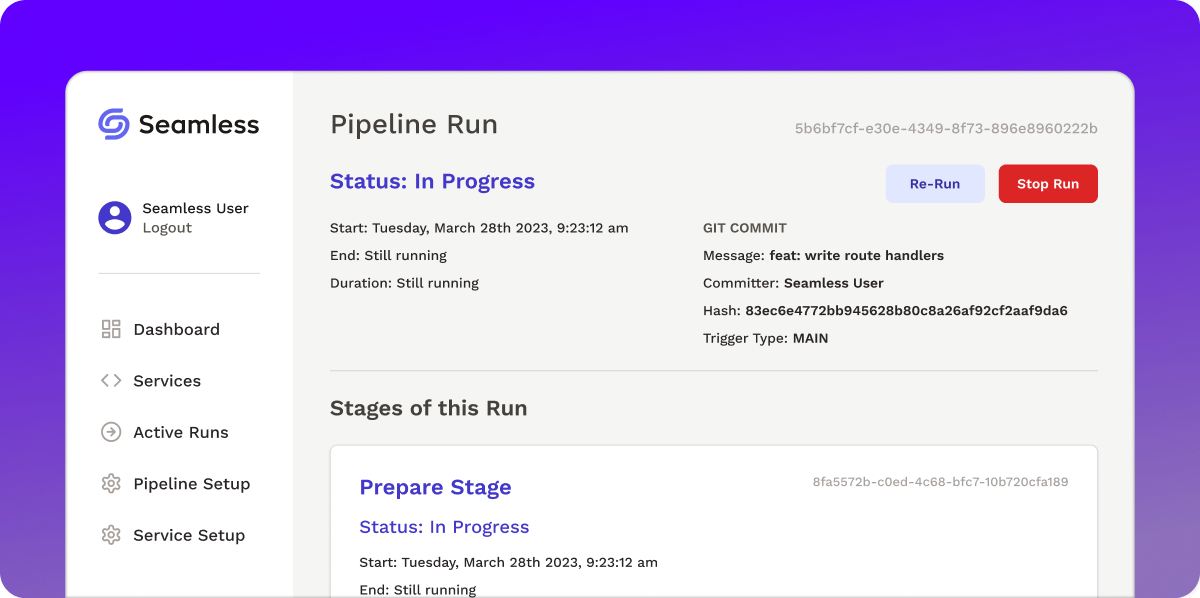 Seamless
Seamless User
Logout
Dashboard
Services
Active Runs
Pipeline Setup
Service Setup
Pipeline Run
5b6bf7cf-e30e-4349-8f73-896e8960222b
Status: In Progress
Re-Run
Stop Run
Start: Tuesday, March 28th 2023, 9:23:12 am
End: Still running
Duration: Still running
GIT COMMIT
Message: feat: write route handlers
Committer: Seamless User
Hash: 83ec6e4772bb945628b80c8a26af92cf2aaf9da6
Trigger Type: MAIN
Stages of this Run
Prepare Stage
8fa5572b-c0ed-4c68-bfc7-10b720cfa189
Status: In Progress
Start: Tuesday, March 28th 2023, 9:23:12 am
End: Still running